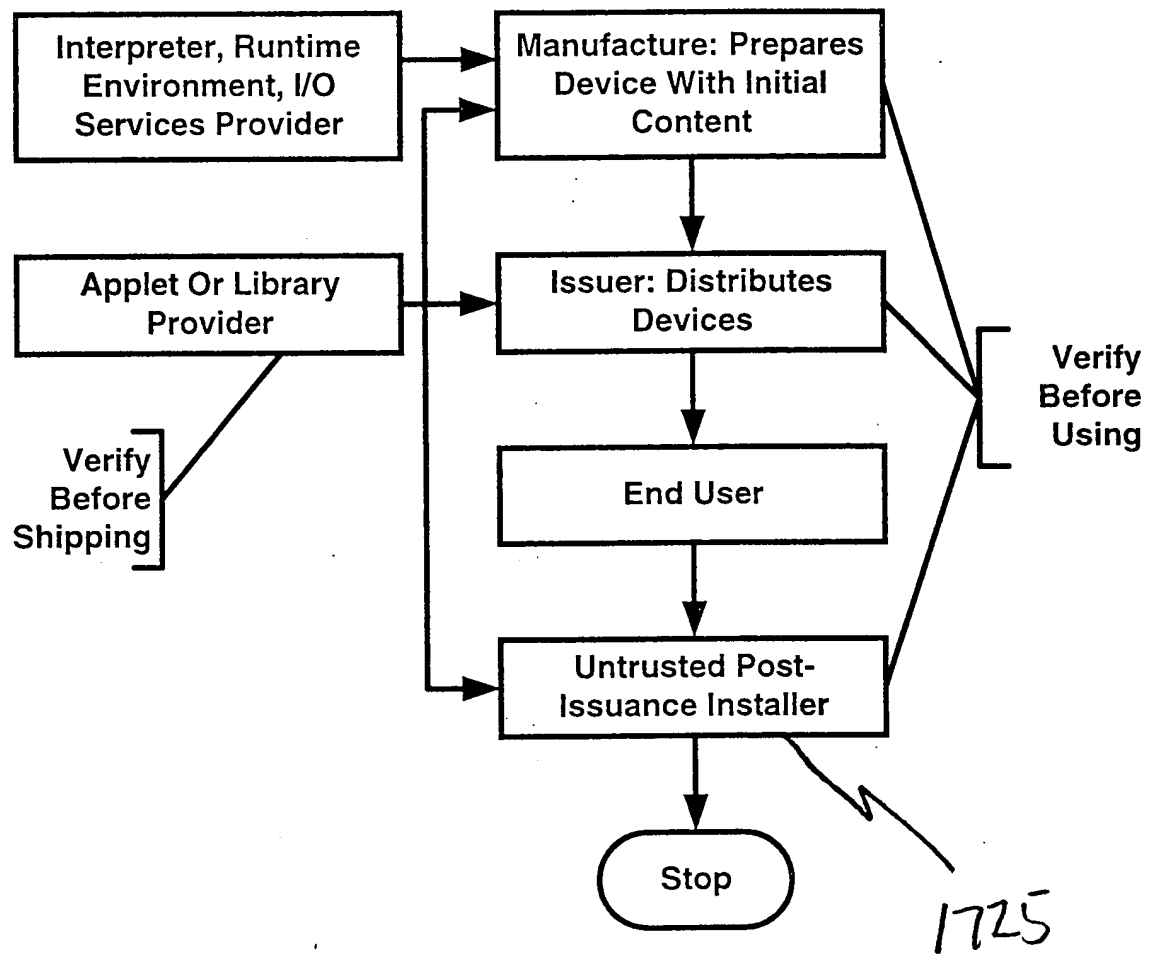 Interpreter, Runtime
Environment, I/O
Services Provider
Manufacture: Prepares
Device With Initial
Content
Applet Or Library
Provider
Issuer: Distributes
Devices
Verify
Before
Using
Verify
Before
Shipping
End User
Untrusted Post-
Issuance Installer
Stop
1725